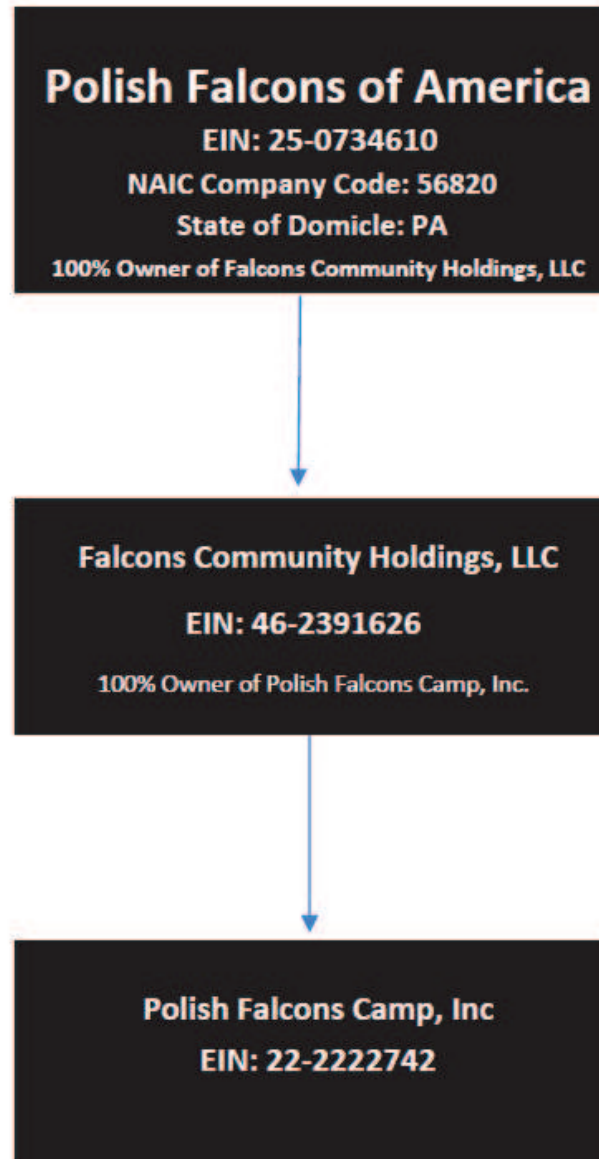 Polish Falcons of America
EIN: 25-0734610
NAIC Company Code: 56820
State of Domicle: PA
100% Owner of Falcons Community Holdings, LLC
Falcons Community Holdings, LLC
EIN: 46-2391626
100% Owner of Polish Falcons Camp, Inc.
Polish Falcons Camp, Inc
EIN: 22-2222742